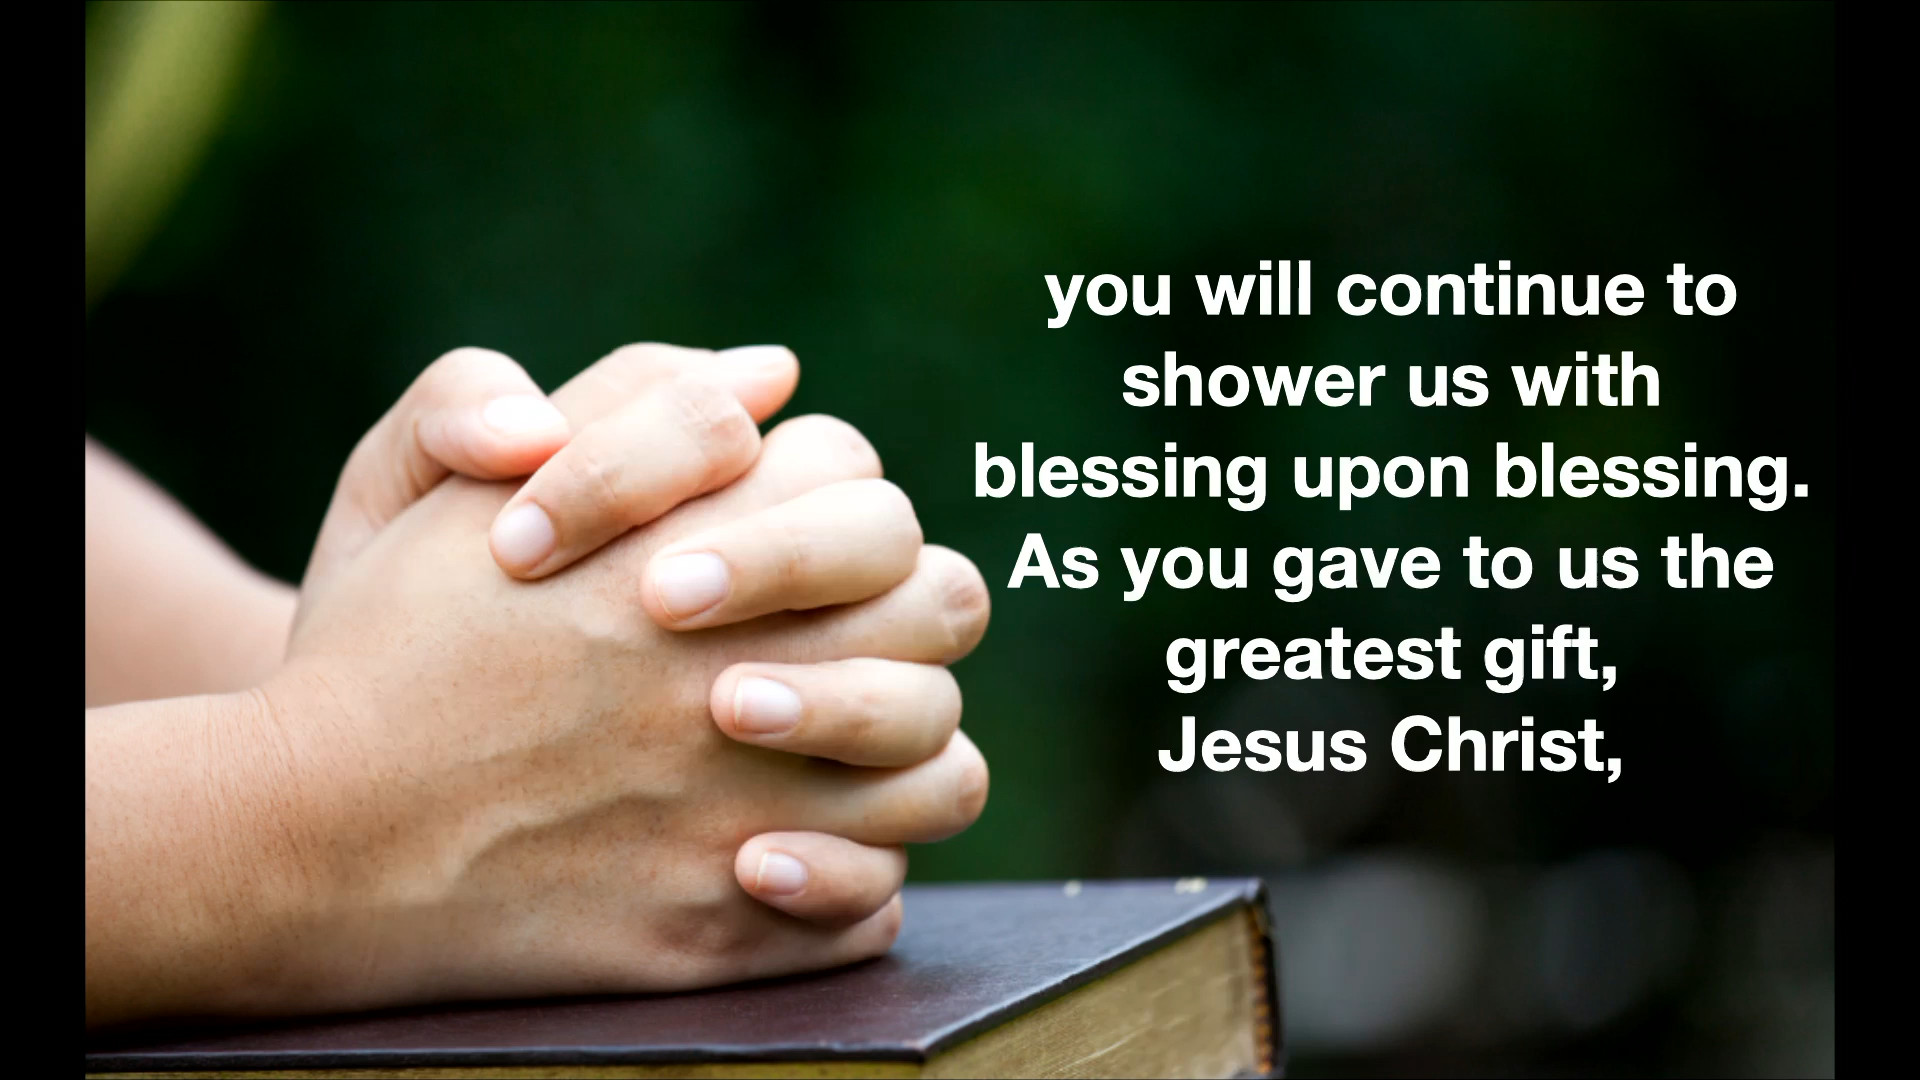 you will continue to
shower us with
blessing upon blessing.
As you gave to us the
greatest gift,
Jesus Christ,